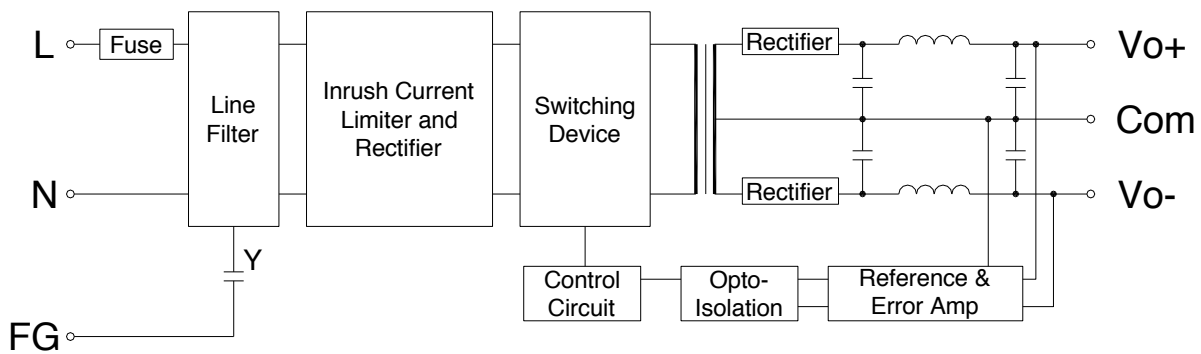 L
Fuse
Line
Filter
Inrush Current
Limiter and
Rectifier
Switching
Device
Rectifier
Vo+
Com
N
Rectifier
Vo-
Y
FG
Control
Circuit
Opto-
Isolation
Reference &
Error Amp